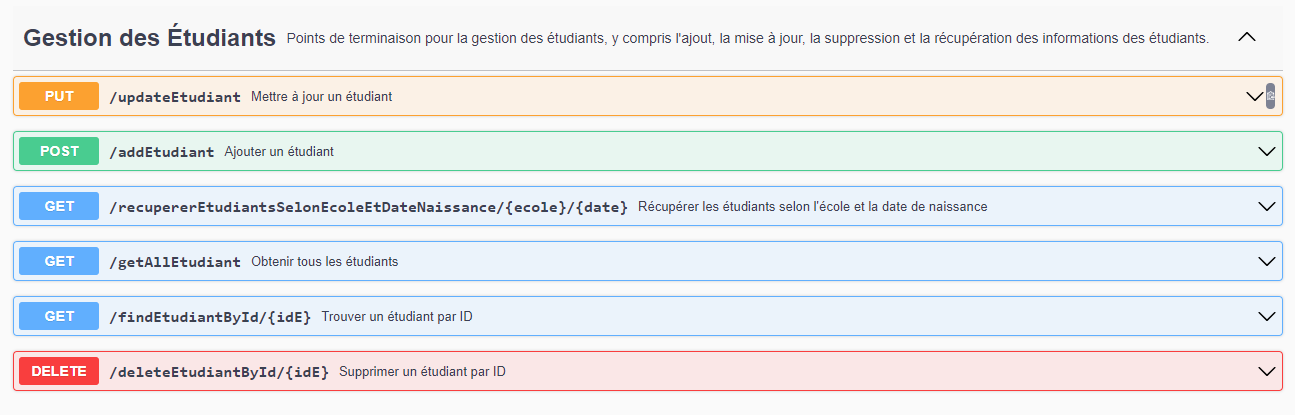 Gestion des Étudiants Points de terminaison pour la gestion des étudiants, y compris l'ajout, la mise à jour, la suppression et la récupération des informations des étudiants.
PUT /updateEtudiant Mettre à jour un étudiant
POST /addEtudiant Ajouter un étudiant
GET /recupererEtudiantsSelonEcoleEtDateNaissance/{ecole}/{date} Récupérer les étudiants selon l'école et la date de naissance
GET /getAllEtudiant Obtenir tous les étudiants
GET /findEtudiantById/{idE} Trouver un étudiant par ID
DELETE /deleteEtudiantById/{idE} Supprimer un étudiant par ID